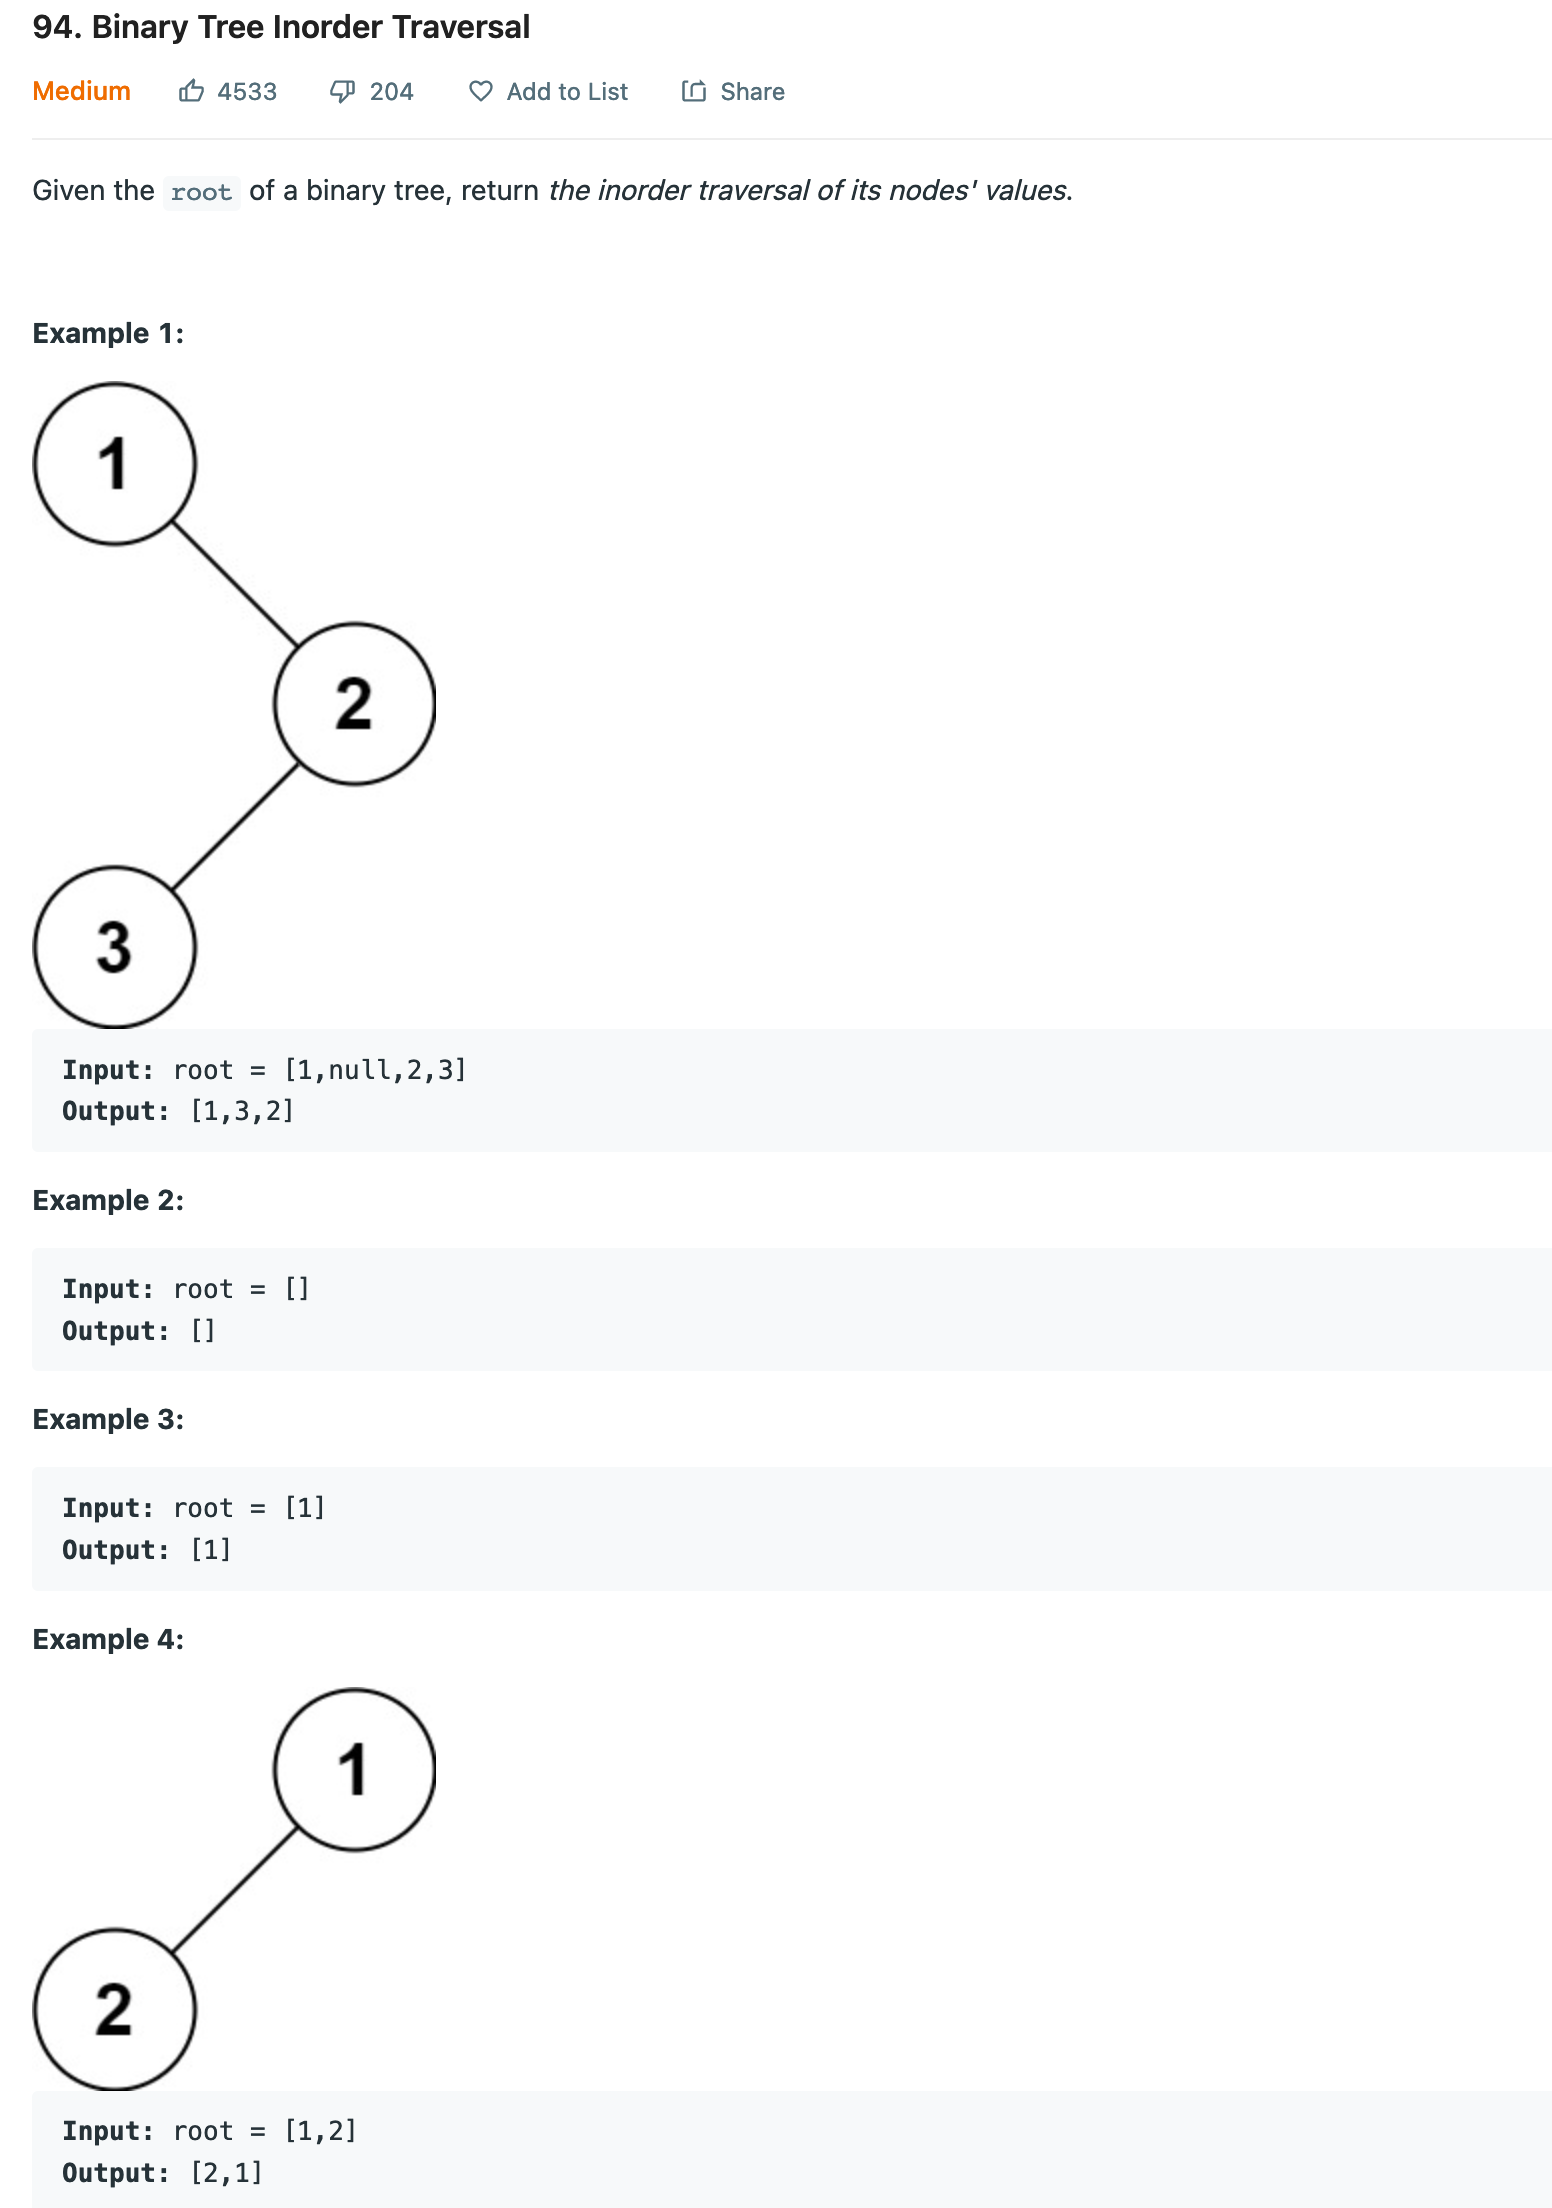 94. Binary Tree Inorder Traversal
Medium 4533 204 Add to List Share
Given the root of a binary tree, return the inorder traversal of its nodes' values.
Example 1:
1
2
3
Input: root = [1,null,2,3]
Output: [1,3,2]
Example 2:
Input: root = []
Output: []
Example 3:
Input: root = [1]
Output: [1]
Example 4:
1
2
Input: root = [1,2]
Output: [2,1]